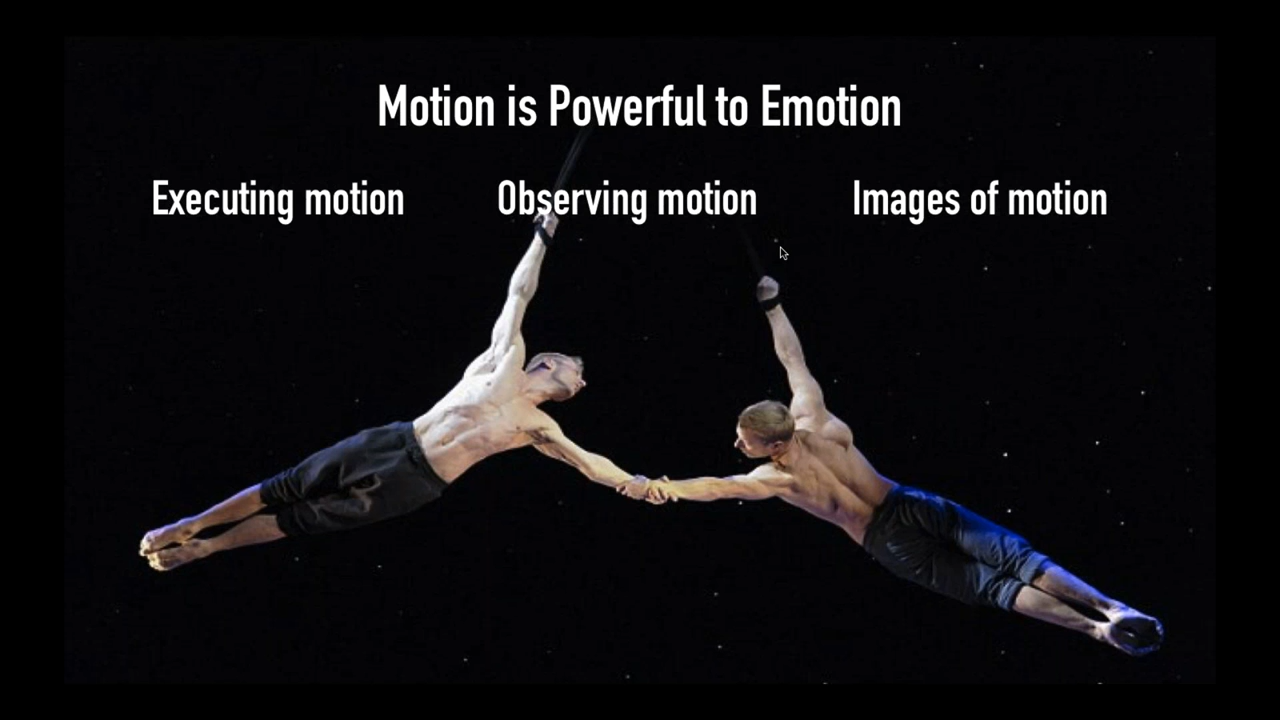 Motion is Powerful to Emotion
Executing motion
Observing motion
Images of motion